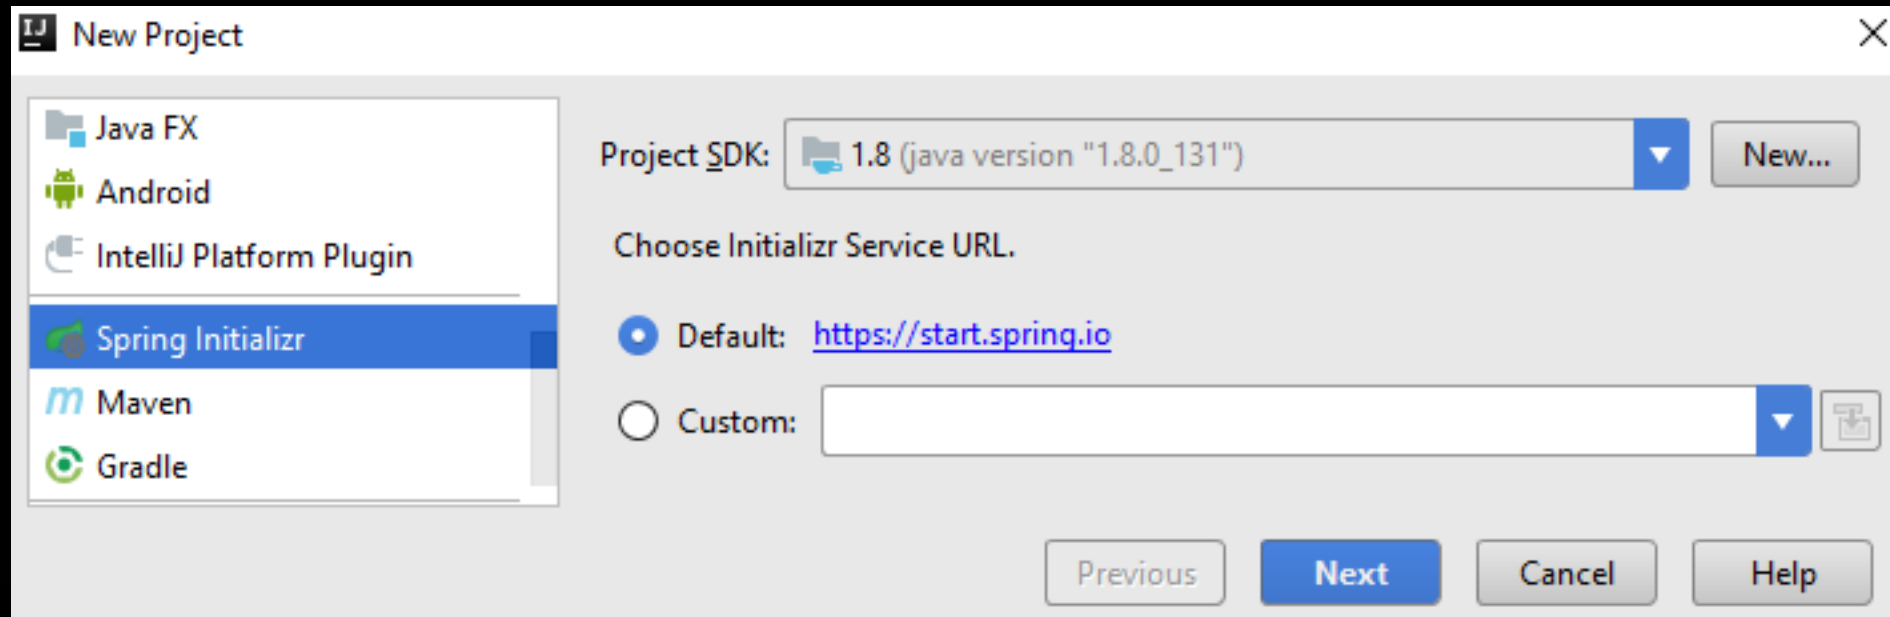 IJ New Project
Java FX
Android
IntelliJ Platform Plugin
Spring Initializr
Maven
Gradle
Project SDK: 1.8 (java version "1.8.0_131") New...
Choose Initializr Service URL.
Default: https://start.spring.io
Custom:
Previous Next Cancel Help